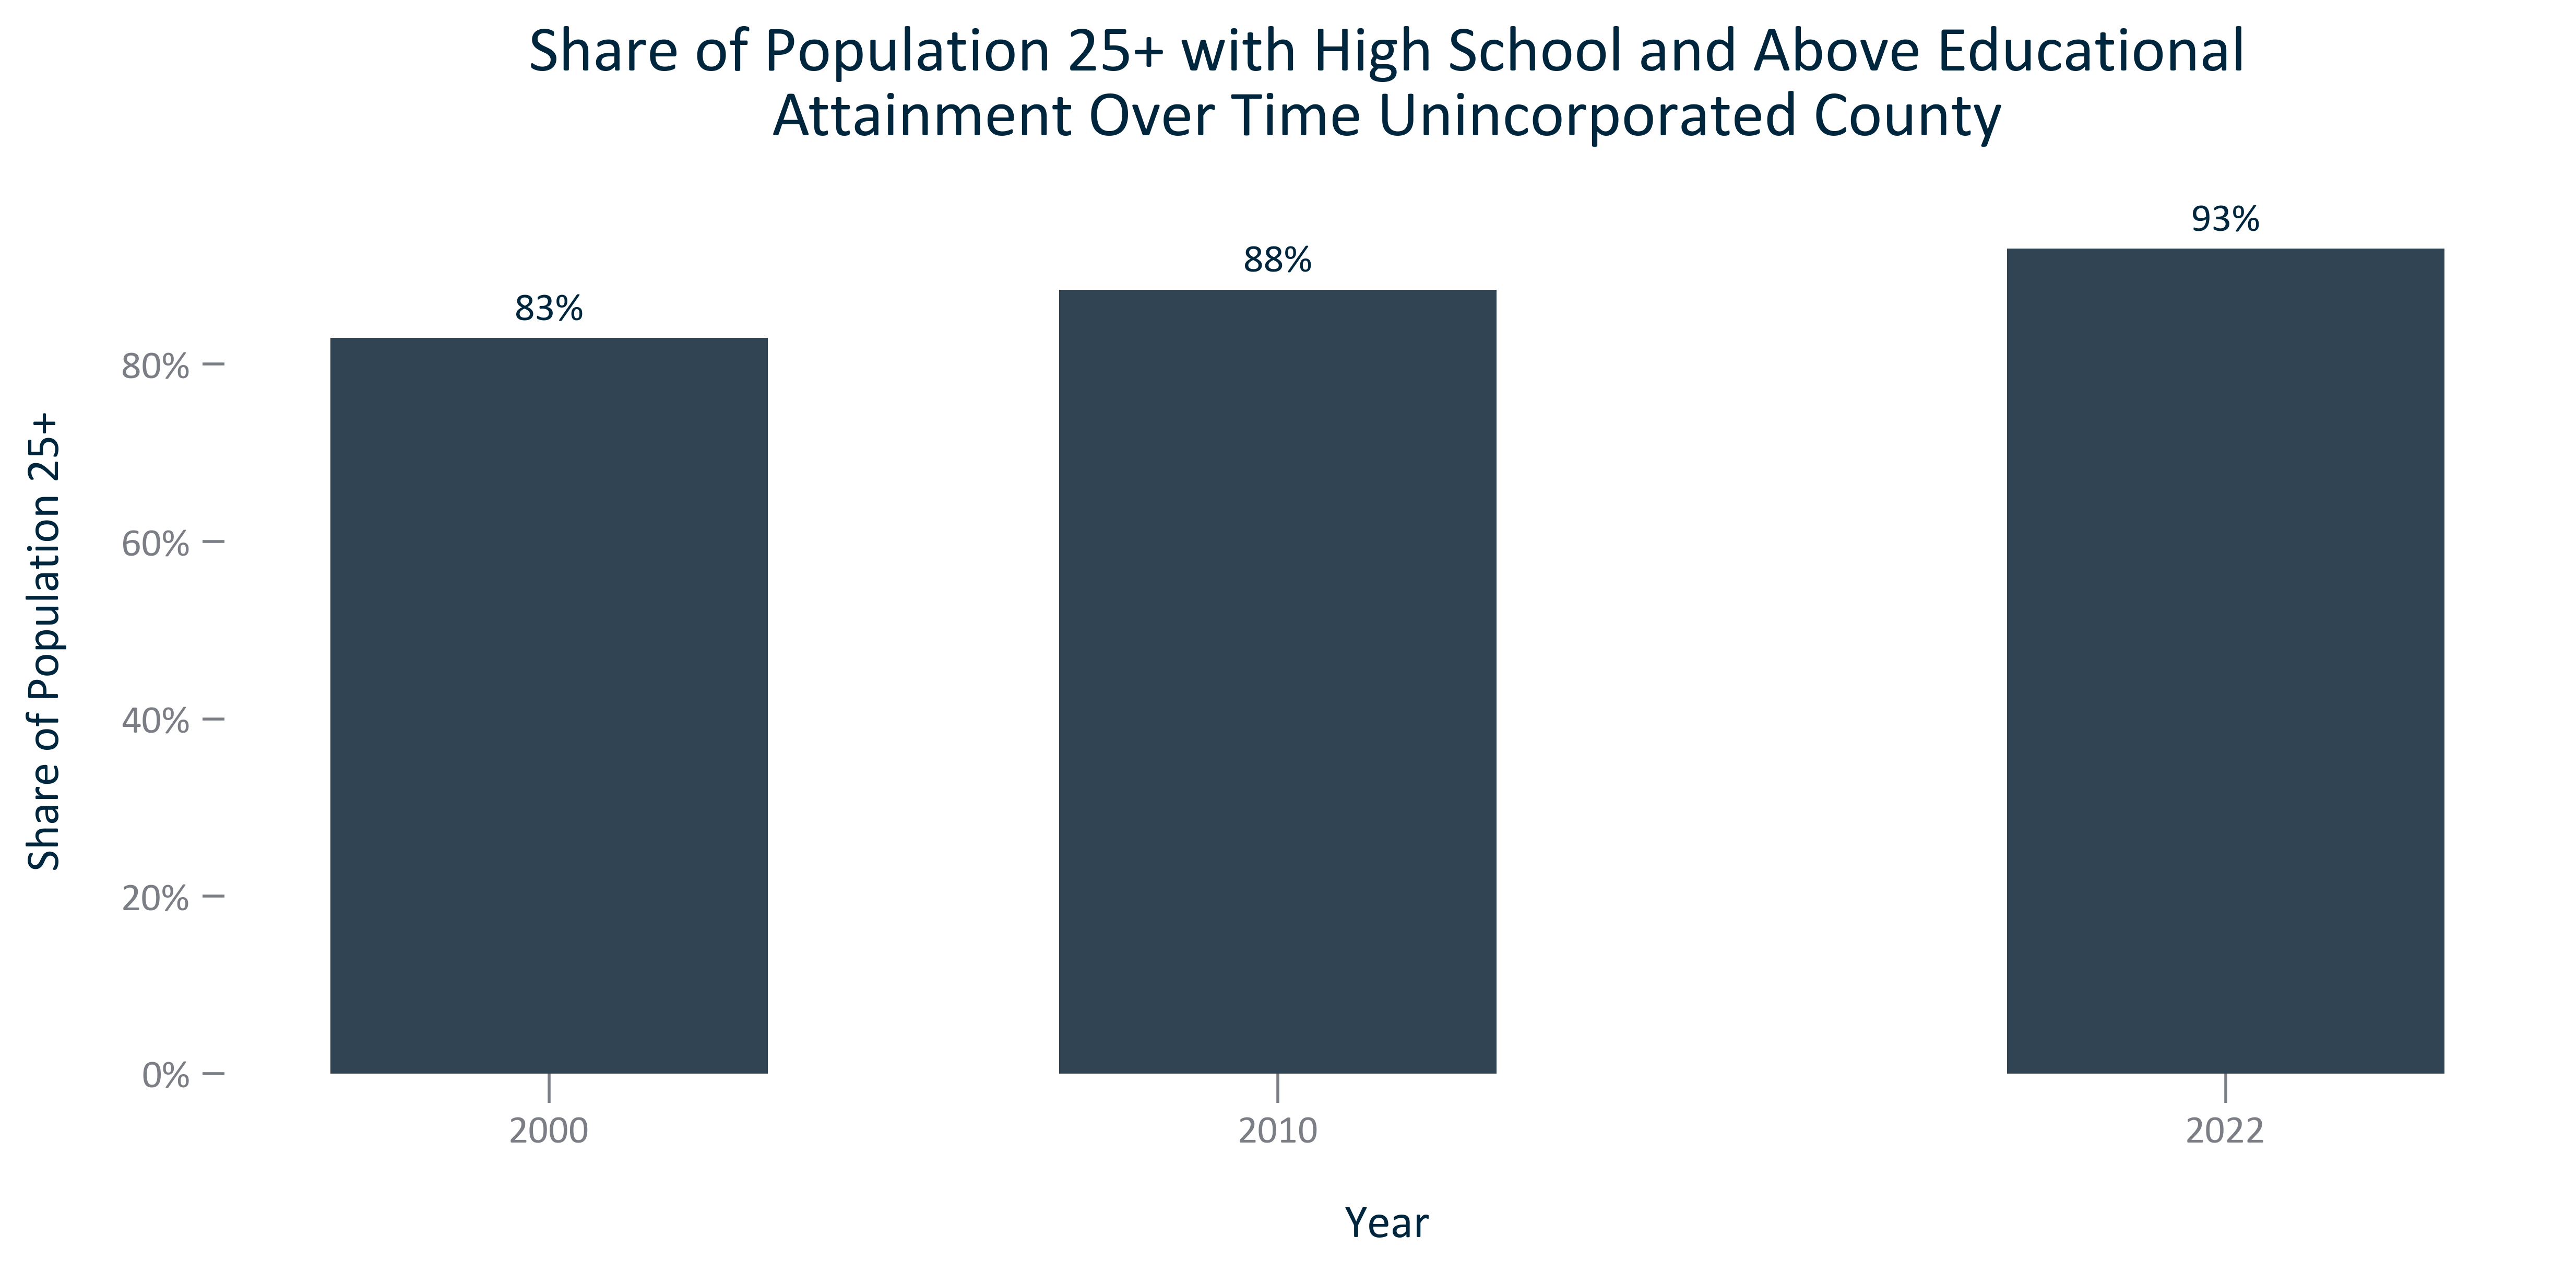 Share of Population 25+ with High School and Above Educational
Attainment Over Time Unincorporated County
93%
88%
83%
80%
60%
40%
20%
0%
Share of Population 25+
2000
2010
2022
Year